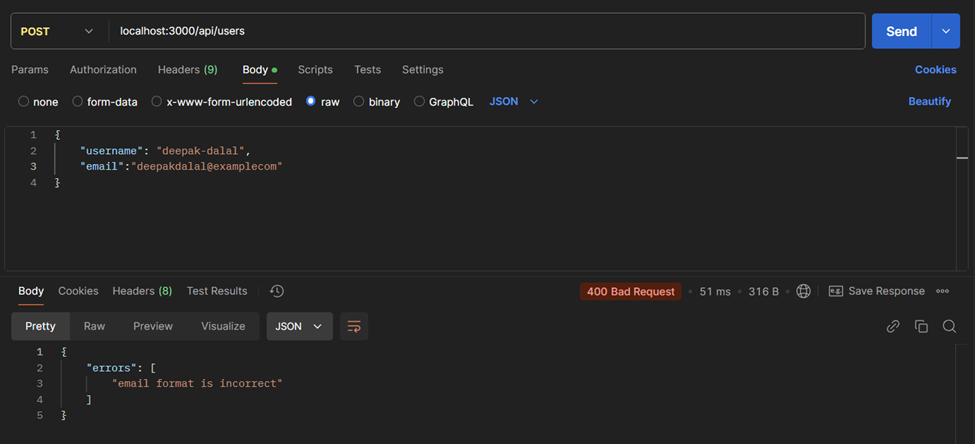 POST localhost:3000/api/users Send
Params Authorization Headers (9) Body Scripts Tests Settings Cookies
none form-data x-www-form-urlencoded raw binary GraphQL JSON Beautify
1 {
2 "username": "deepak-dalal",
3 "email":"deepakdalal@examplecom"
4 }
Body Cookies Headers (8) Test Results 400 Bad Request • 51 ms • 316 B • e.g. Save Response
Pretty Raw Preview Visualize JSON
1 {
2 "errors": [
3 "email format is incorrect"
4 ]
5 }